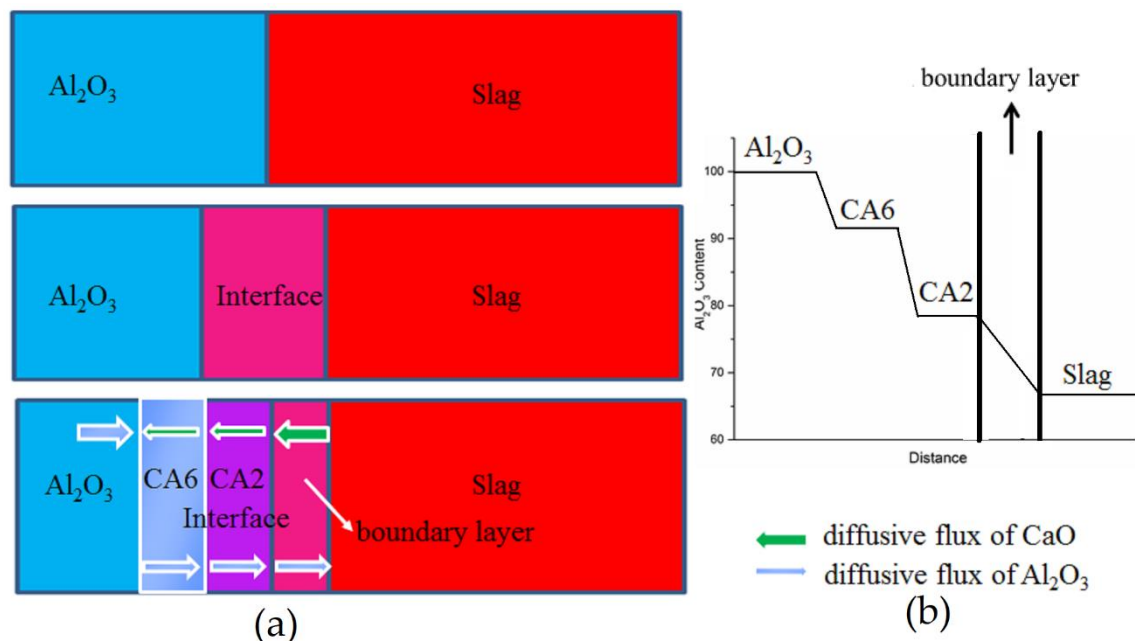 Al₂O₃
Slag
Al₂O₃
Interface
Slag
Al₂O₃
CA6
CA2
Interface
Slag
boundary layer
(a)
boundary layer
Al₂O₃
CA6
CA2
Slag
100
90
80
70
60
Al₂O₃ Content
Distance
diffusive flux of CaO
diffusive flux of Al₂O₃
(b)